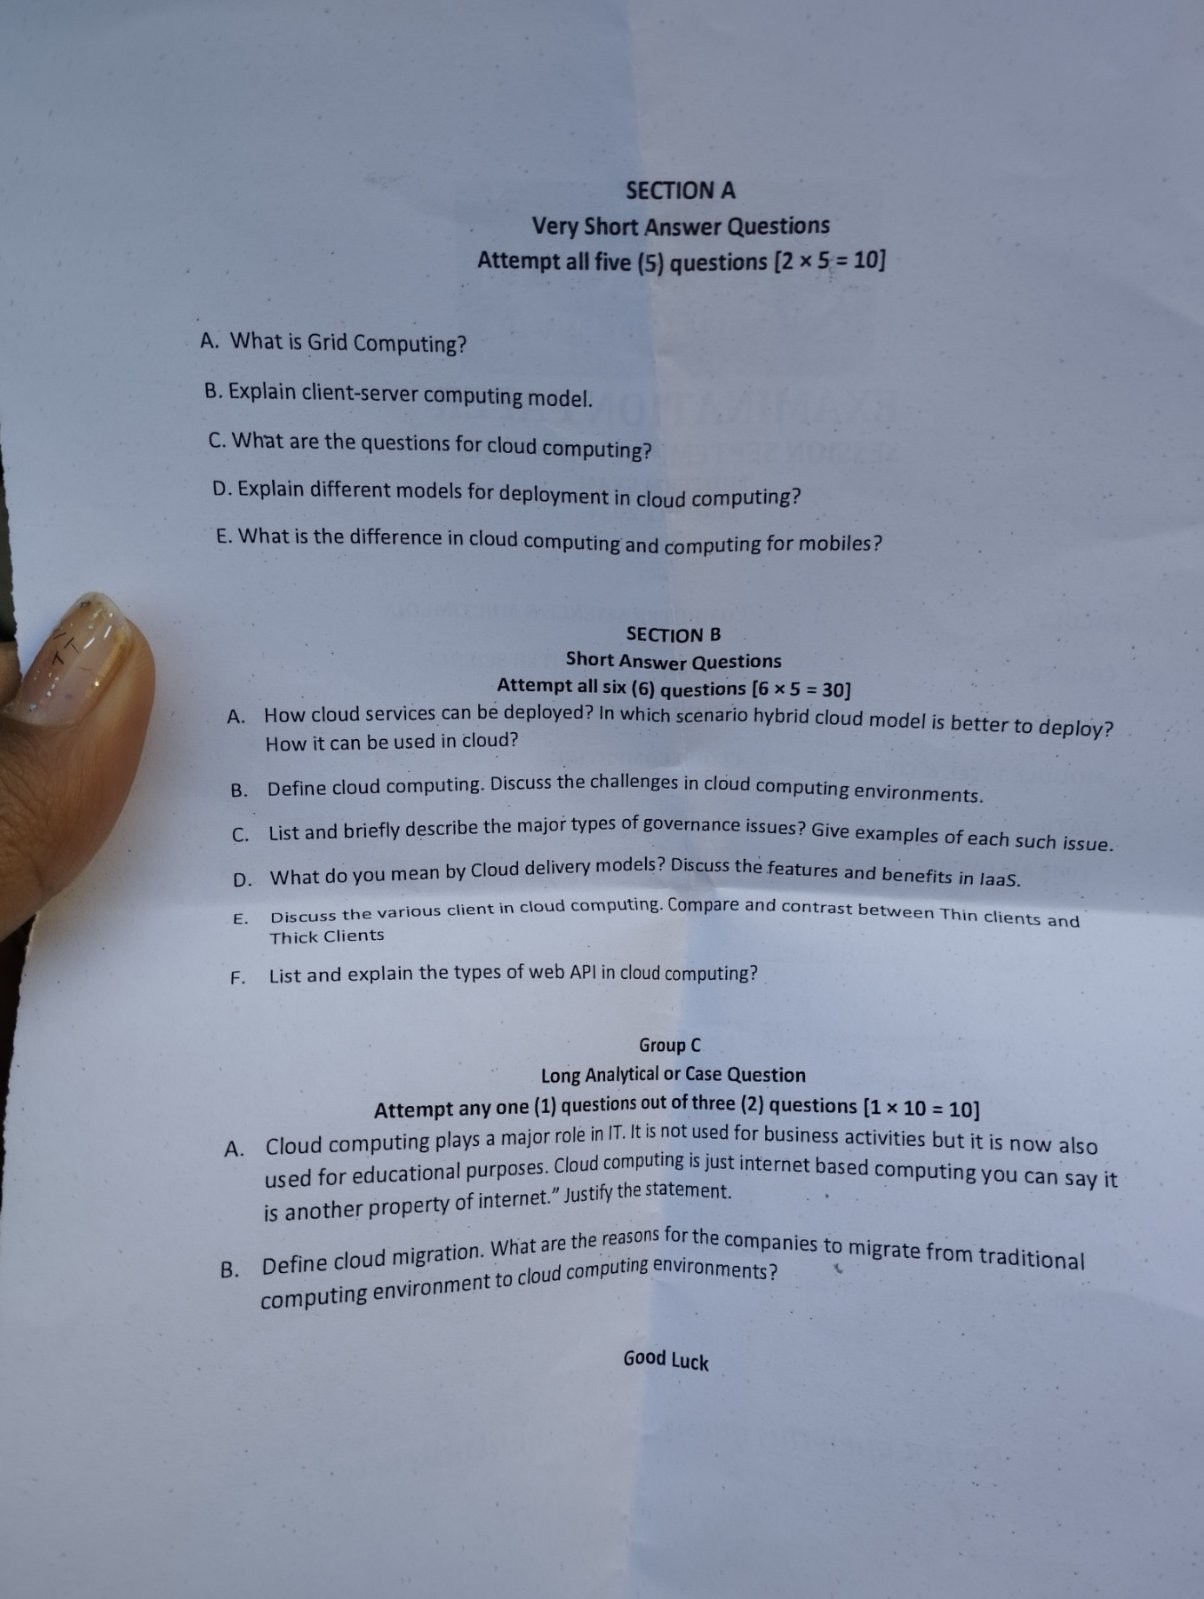 SECTION A
Very Short Answer Questions
Attempt all five (5) questions [2 × 5 = 10]
A. What is Grid Computing?
B. Explain client-server computing model.
C. What are the questions for cloud computing?
D. Explain different models for deployment in cloud computing?
E. What is the difference in cloud computing and computing for mobiles?
SECTION B
Short Answer Questions
Attempt all six (6) questions [6 × 5 = 30]
A. How cloud services can be deployed? In which scenario hybrid cloud model is better to deploy?
How it can be used in cloud?
B. Define cloud computing. Discuss the challenges in cloud computing environments.
C. List and briefly describe the major types of governance issues? Give examples of each such issue.
D. What do you mean by Cloud delivery models? Discuss the features and benefits in IaaS.
E. Discuss the various client in cloud computing. Compare and contrast between Thin clients and
Thick Clients
F. List and explain the types of web API in cloud computing?
Group C
Long Analytical or Case Question
Attempt any one (1) questions out of three (2) questions [1 × 10 = 10]
A. Cloud computing plays a major role in IT. It is not used for business activities but it is now also
used for educational purposes. Cloud computing is just internet based computing you can say it
is another property of internet.” Justify the statement.
B. Define cloud migration. What are the reasons for the companies to migrate from traditional
computing environment to cloud computing environments?
Good Luck